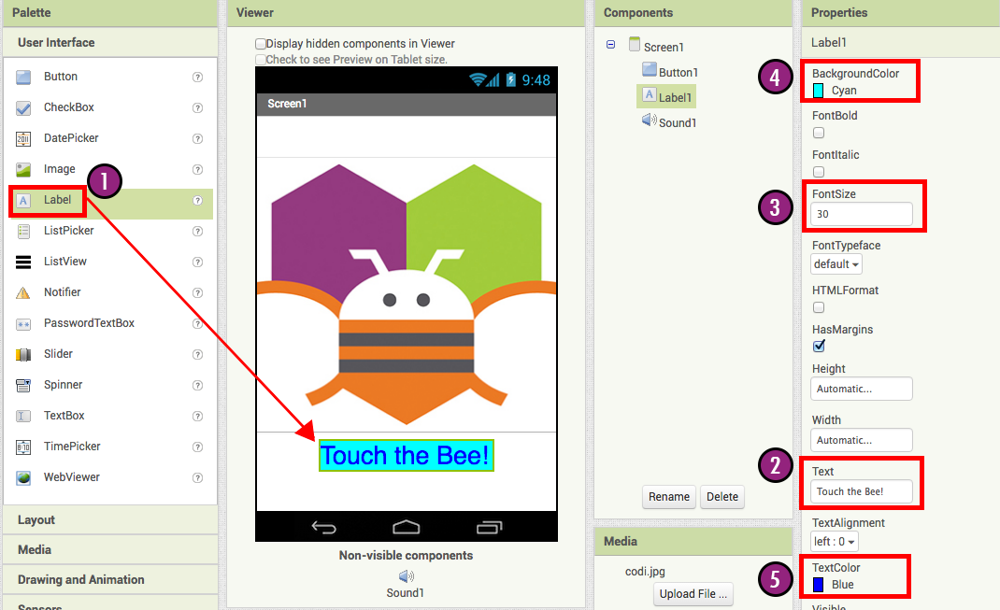 Palette
User Interface
Button ?
CheckBox ?
DatePicker ?
Image ?
1
Label ?
ListPicker ?
ListView ?
Notifier ?
PasswordTextBox ?
Slider ?
Spinner ?
TextBox ?
TimePicker ?
WebViewer ?
Layout
Media
Drawing and Animation
Sensors
Viewer
Display hidden components in Viewer
Check to see Preview on Tablet size.
9:48
Screen1
Touch the Bee!
Non-visible components
Sound1
Components
Screen1
Button1
A Label1
Sound1
Rename Delete
Media
codi.jpg
Upload File ...
Properties
Label1
4
BackgroundColor
Cyan
FontBold
FontItalic
3
FontSize
30
FontTypeface
default
HTMLFormat
HasMargins
Height
Automatic...
Width
Automatic...
2
Text
Touch the Bee!
TextAlignment
left : 0
5
TextColor
Blue
Visible